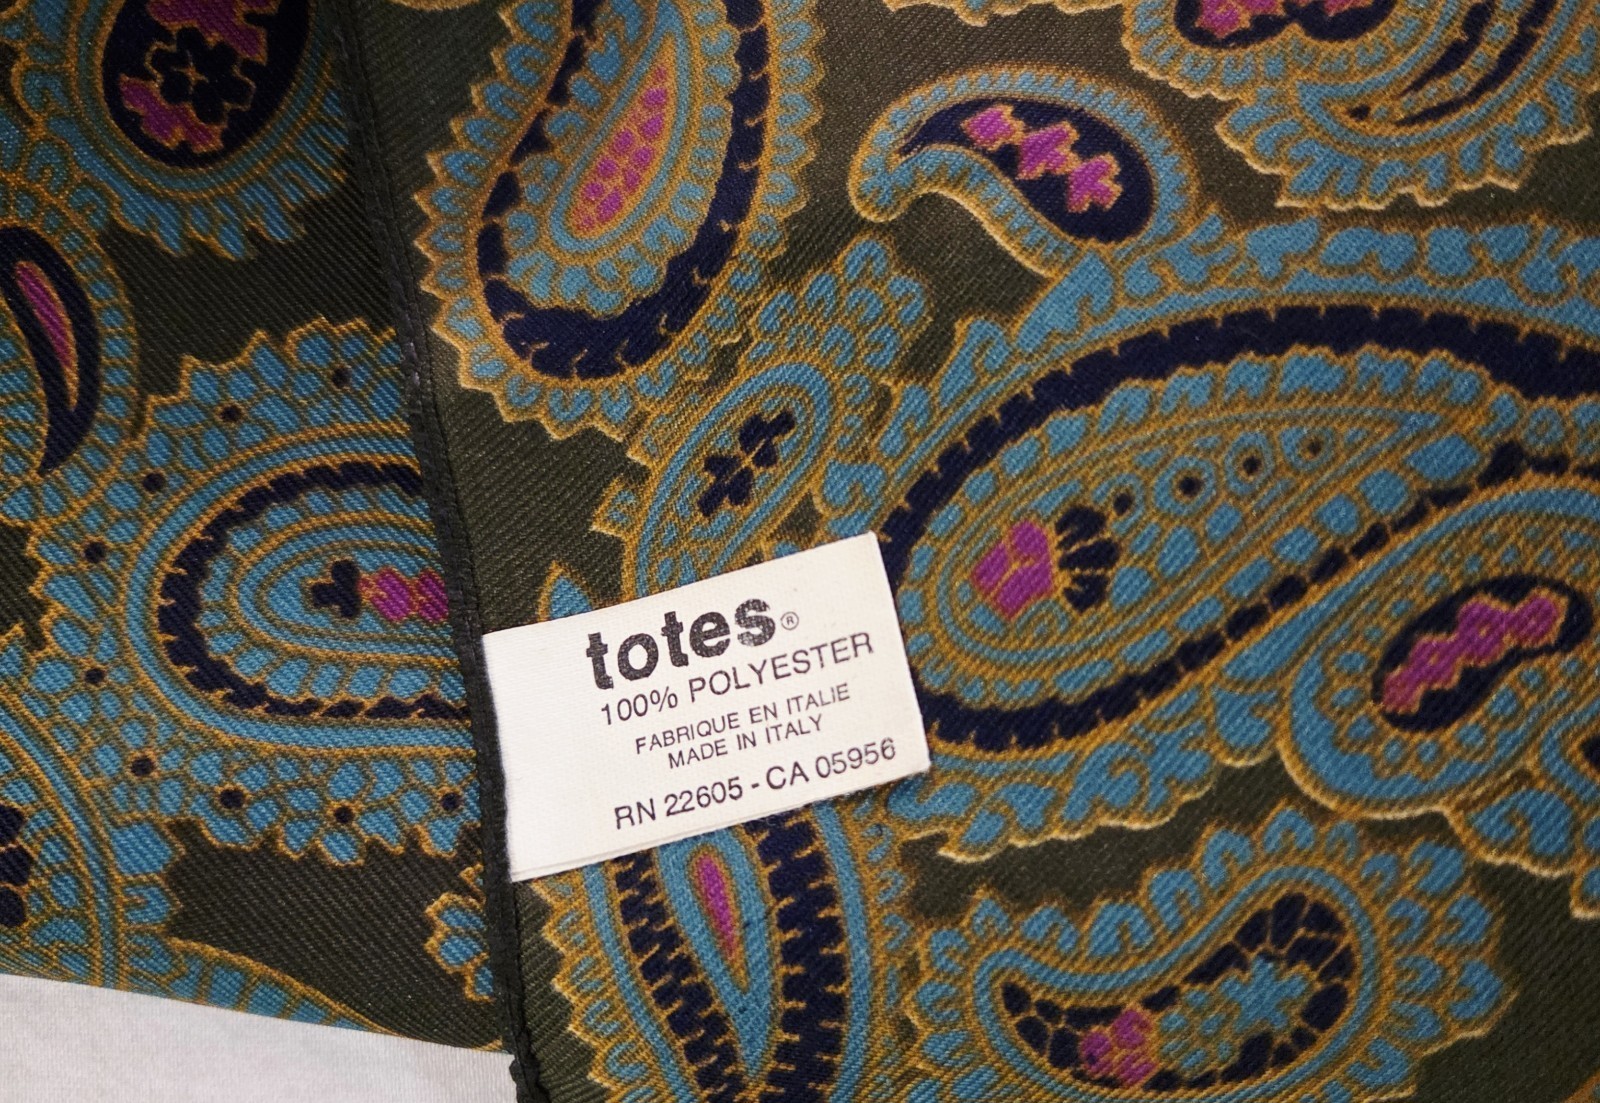 totes®
100% POLYESTER
FABRIQUE EN ITALIE
MADE IN ITALY
RN 22605 - CA 05956